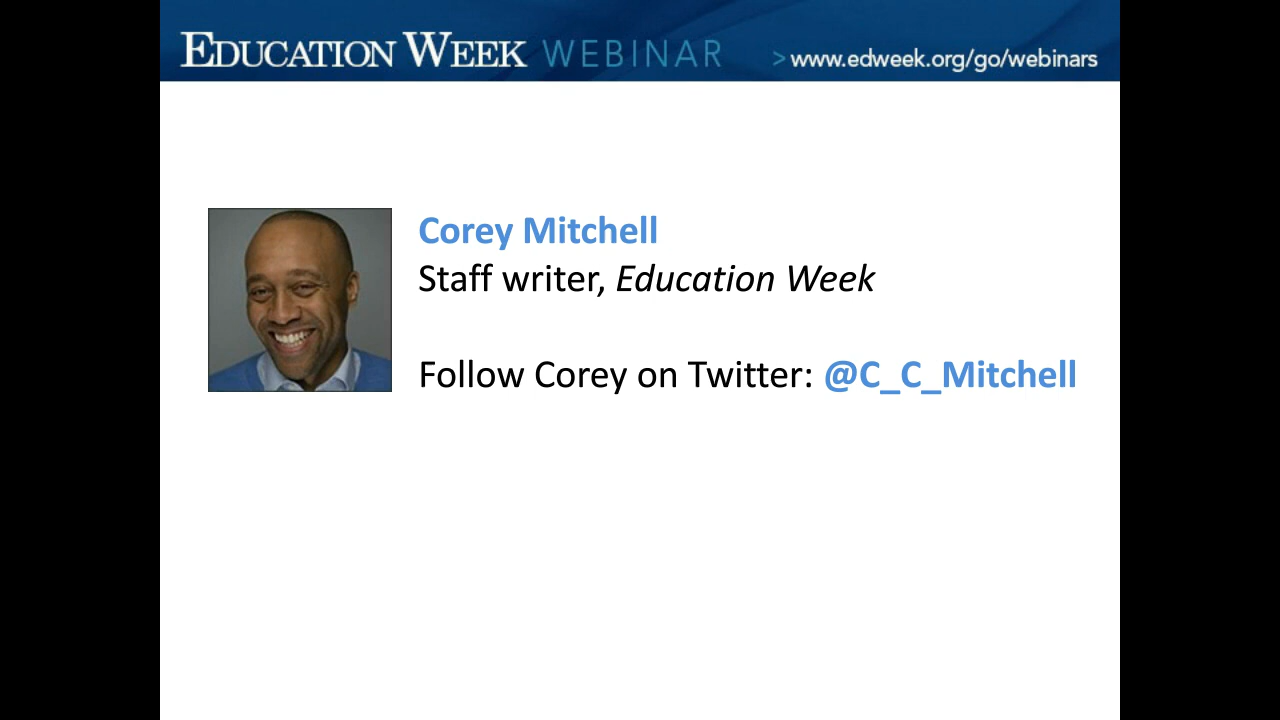 EDUCATION WEEK WEBINAR > www.edweek.org/go/webinars
Corey Mitchell
Staff writer, Education Week
Follow Corey on Twitter: @C_C_Mitchell